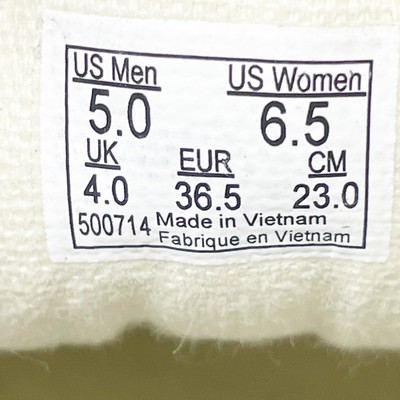 US Men US Women
5.0 6.5
UK EUR CM
4.0 36.5 23.0
500714 Made in Vietnam
Fabrique en Vietnam